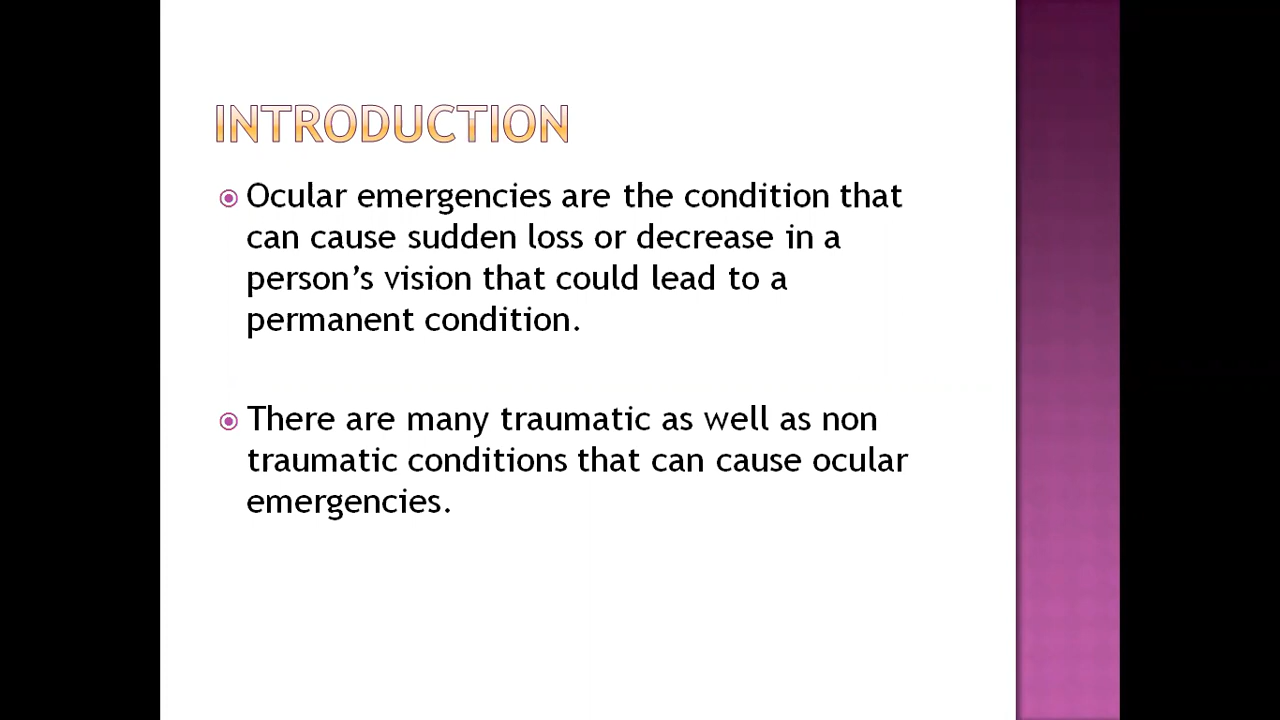 INTRODUCTION
Ocular emergencies are the condition that
can cause sudden loss or decrease in a
person’s vision that could lead to a
permanent condition.
There are many traumatic as well as non
traumatic conditions that can cause ocular
emergencies.